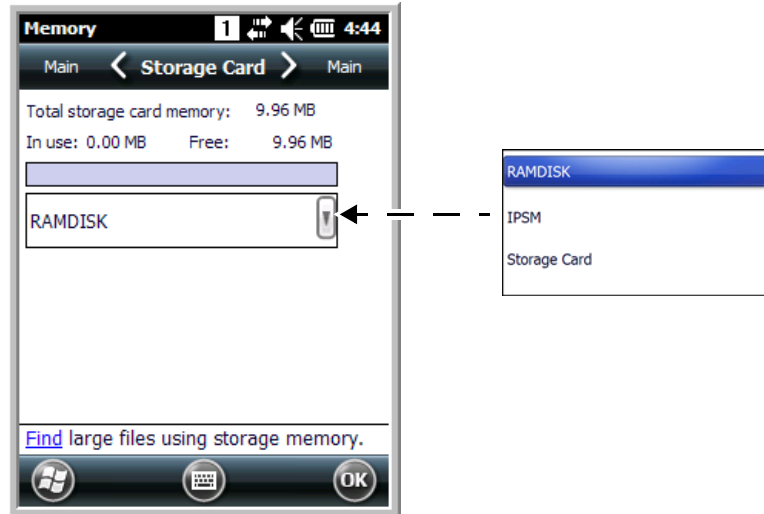 Memory 1 4:44
Main Storage Card Main
Total storage card memory: 9.96 MB
In use: 0.00 MB Free: 9.96 MB
RAMDISK
Find large files using storage memory.
OK
RAMDISK
IPSM
Storage Card